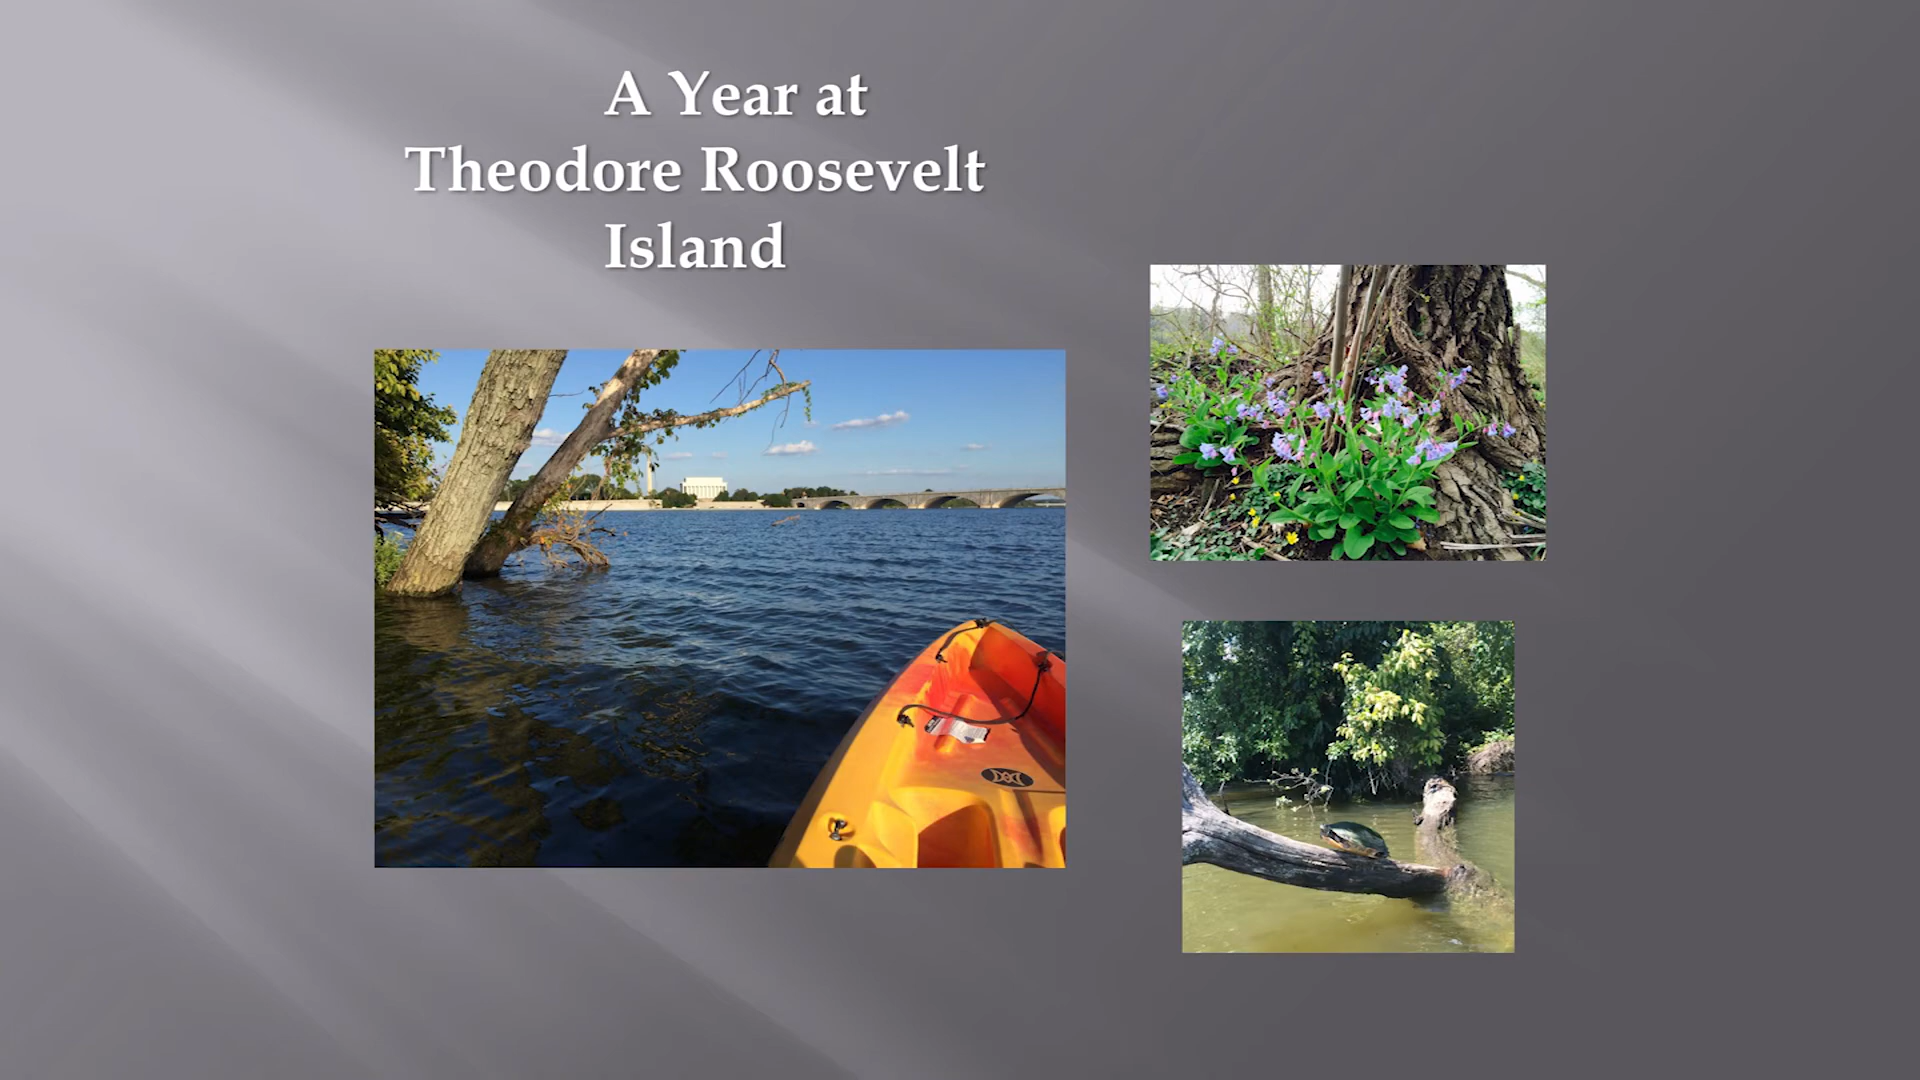 A Year at
Theodore Roosevelt
Island